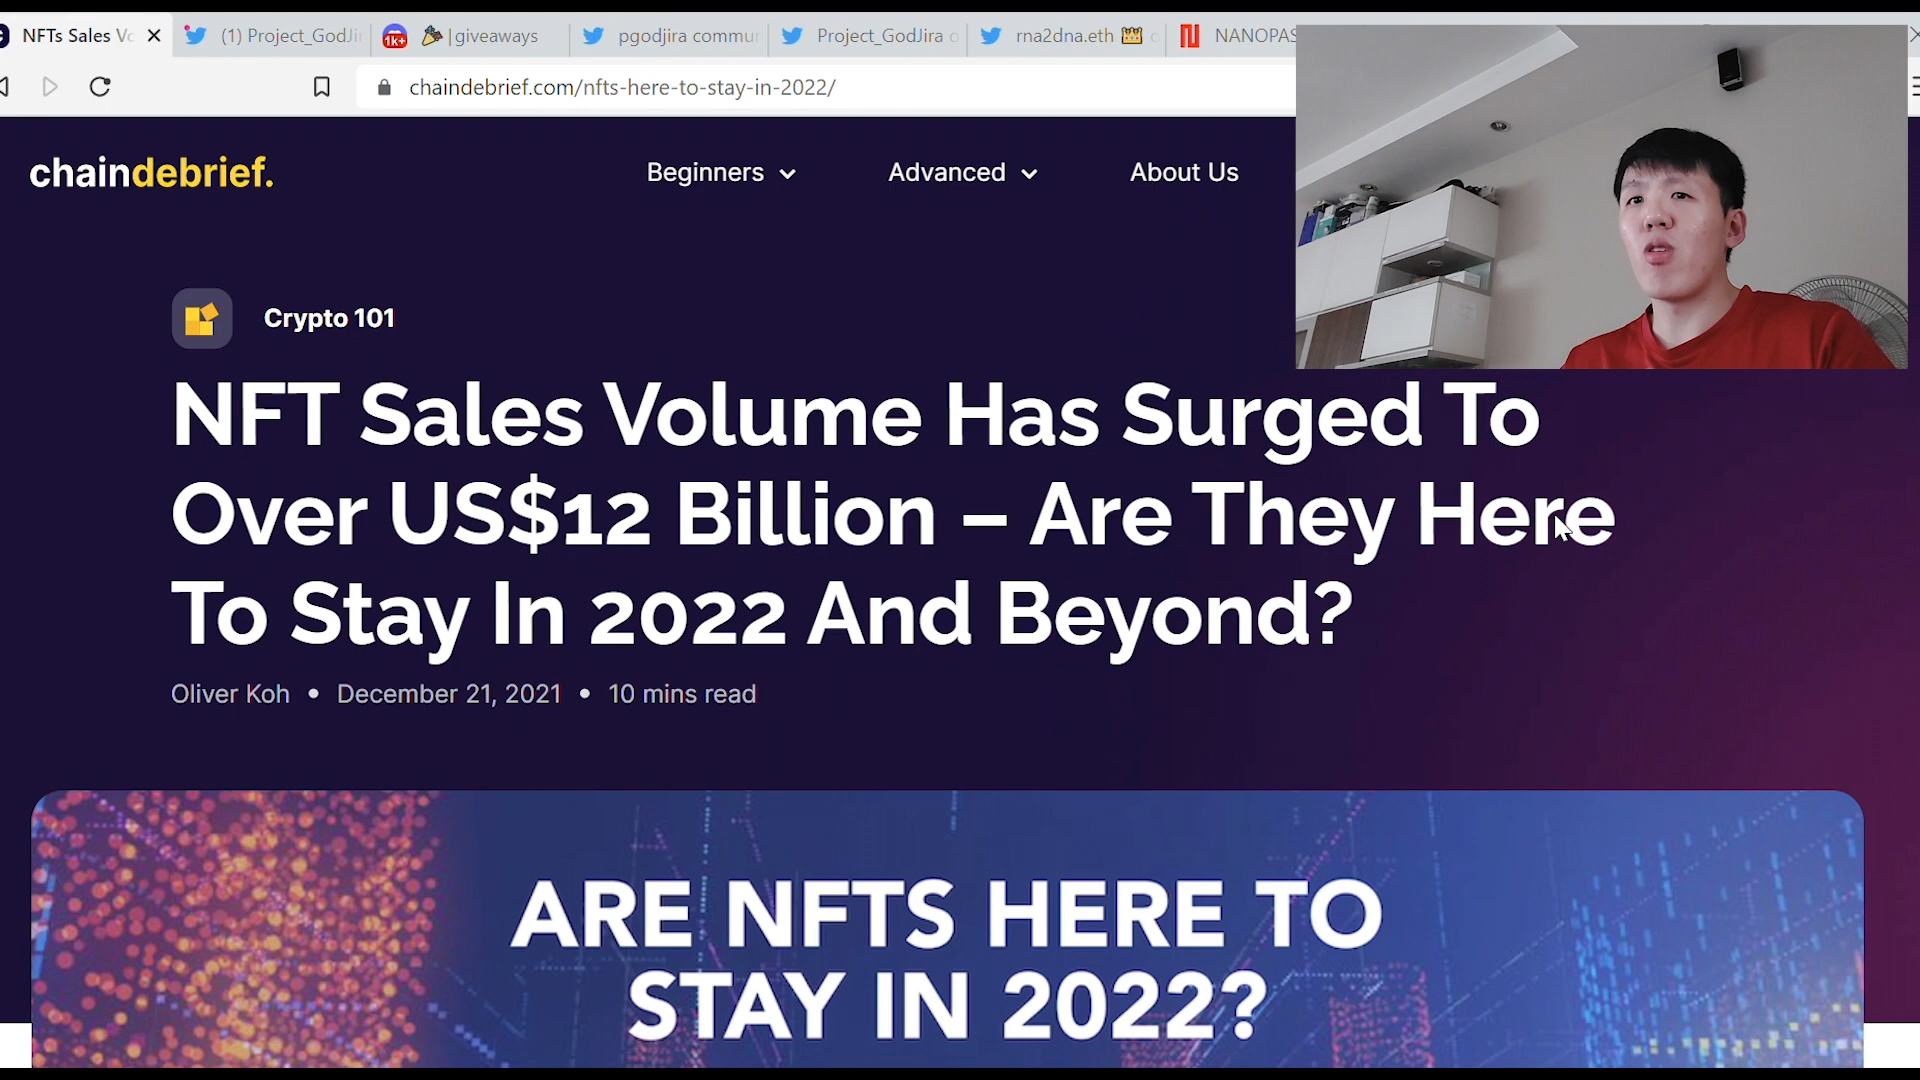 NFTs Sales Vo
(1) Project_GodJi
1k+
|giveaways
pgodjira commu
Project_GodJira o
rna2dna.eth
NANOPAS
chaindebrief.com/nfts-here-to-stay-in-2022/
chaindebrief.
Beginners
Advanced
About Us
Crypto 101
NFT Sales Volume Has Surged To
Over US$12 Billion – Are They Here
To Stay In 2022 And Beyond?
Oliver Koh • December 21, 2021 • 10 mins read
ARE NFTS HERE TO
STAY IN 2022?